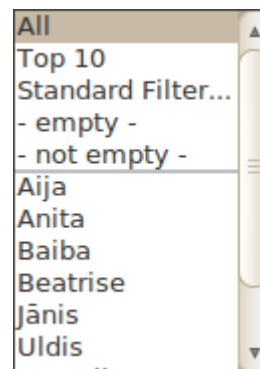 All
Top 10
Standard Filter...
- empty -
- not empty -
Aija
Anita
Baiba
Beatrise
Jānis
Uldis